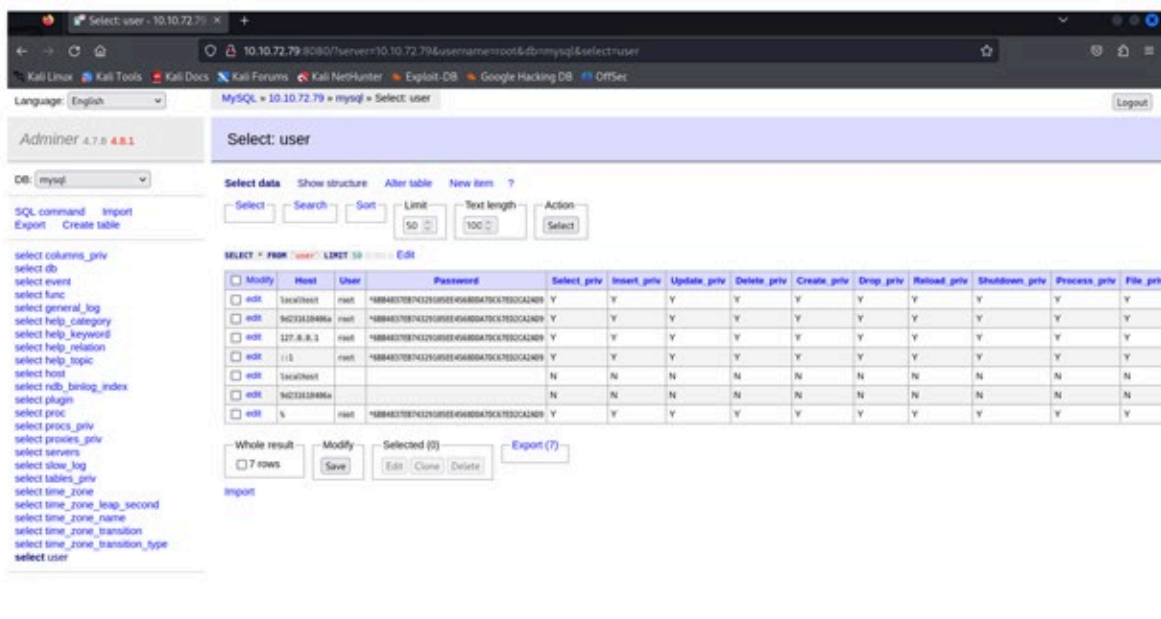 Select: user - 10.10.72.79
10.10.72.79:8080/?server=10.10.72.79&username=root&db=mysql&select=user
Kali Linux Kali Tools Kali Docs Kali Forums Kali NetHunter Exploit-DB Google Hacking DB OffSec
Language: English
MySQL » 10.10.72.79 » mysql » Select: user
Logout
Adminer 4.7.8 4.8.1
Select: user
DB: mysql
SQL command Import
Export Create table
select columns_priv
select db
select event
select func
select general_log
select help_category
select help_keyword
select help_relation
select help_topic
select host
select ndb_binlog_index
select plugin
select proc
select procs_priv
select proxies_priv
select servers
select slow_log
select tables_priv
select time_zone
select time_zone_leap_second
select time_zone_name
select time_zone_transition
select time_zone_transition_type
select user
Select data Show structure Alter table New item ?
Select Search Sort Limit Text length Action
50 100 Select
SELECT * FROM `user` LIMIT 50 Edit
Modify Host User Password Select_priv Insert_priv Update_priv Delete_priv Create_priv Drop_priv Reload_priv Shutdown_priv Process_priv File_priv
edit localhost root Y Y Y Y Y Y Y Y Y Y
edit root Y Y Y Y Y Y Y Y Y Y
edit 127.0.0.1 root Y Y Y Y Y Y Y Y Y Y
edit ::1 root Y Y Y Y Y Y Y Y Y Y
edit localhost N N N N N N N N N N
edit N N N N N N N N N N
edit % root Y Y Y Y Y Y Y Y Y Y
Whole result Modify Selected (0) Export (7)
7 rows Save Edit Clone Delete
Import